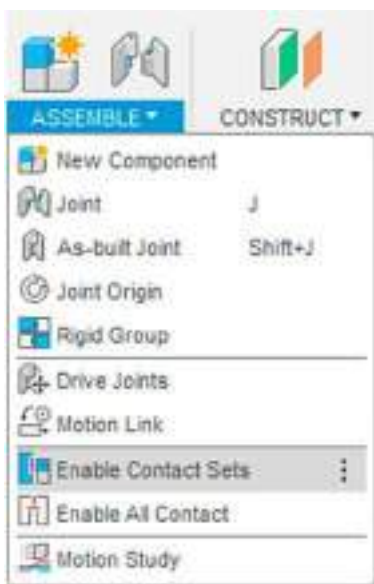 ASSEMBLE ▾ CONSTRUCT ▾
New Component
Joint J
As-built Joint Shift+J
Joint Origin
Rigid Group
Drive Joints
Motion Link
Enable Contact Sets
Enable All Contact
Motion Study